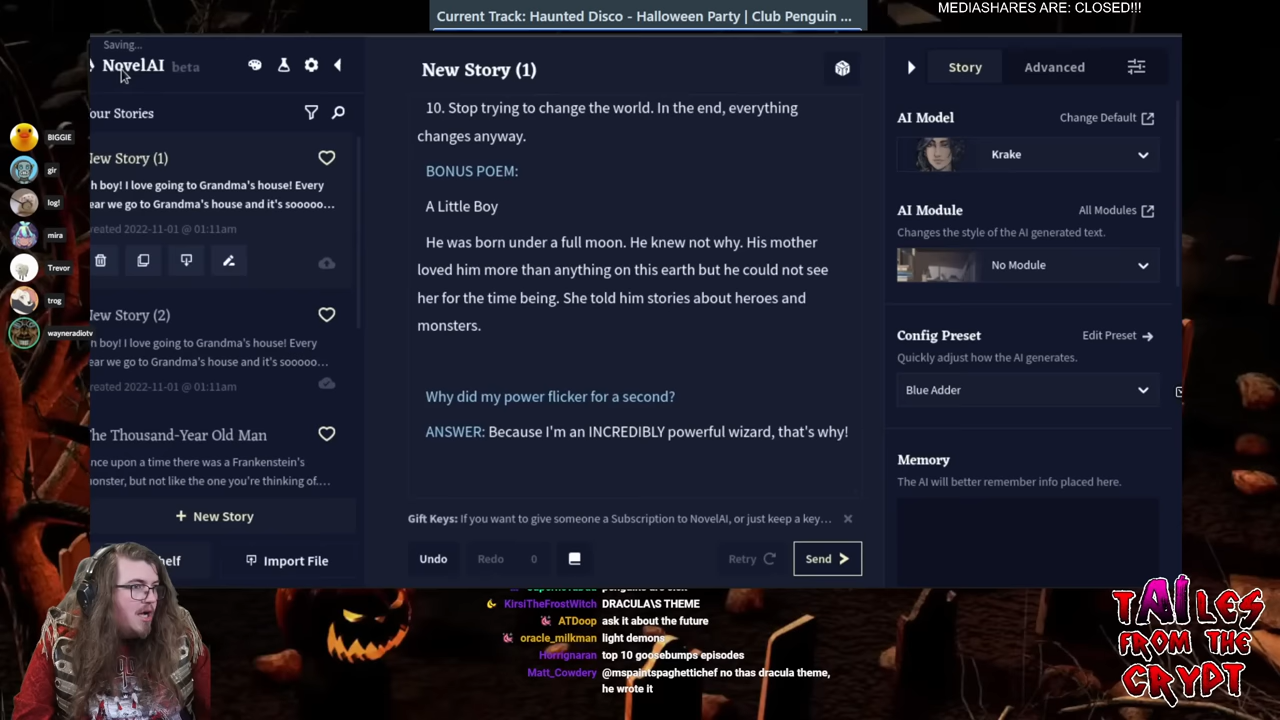 Current Track: Haunted Disco - Halloween Party | Club Penguin ...
MEDIASHARES ARE: CLOSED!!!
Saving...
NovelAI beta
our Stories
New Story (1)
h boy! I love going to Grandma's house! Every
ear we go to Grandma's house and it's sooooo...
reated 2022-11-01 @ 01:11am
New Story (2)
h boy! I love going to Grandma's house! Every
ear we go to Grandma's house and it's sooooo...
reated 2022-11-01 @ 01:11am
The Thousand-Year Old Man
nce upon a time there was a Frankenstein's
monster, but not like the one you're thinking of....
+ New Story
elf
Import File
BIGGIE
gir
log!
mira
Trevor
trog
wayneradiotv
New Story (1)
10. Stop trying to change the world. In the end, everything
changes anyway.
BONUS POEM:
A Little Boy
He was born under a full moon. He knew not why. His mother
loved him more than anything on this earth but he could not see
her for the time being. She told him stories about heroes and
monsters.
Why did my power flicker for a second?
ANSWER: Because I'm an INCREDIBLY powerful wizard, that's why!
Gift Keys: If you want to give someone a Subscription to NovelAI, or just keep a key...
Undo
Redo 0
Retry
Send
Story
Advanced
AI Model
Change Default
Krake
AI Module
All Modules
Changes the style of the AI generated text.
No Module
Config Preset
Edit Preset
Quickly adjust how the AI generates.
Blue Adder
Memory
The AI will better remember info placed here.
KirsiTheFrostWitch DRACULA\S THEME
ATDoop ask it about the future
oracle_milkman light demons
Horrignaran top 10 goosebumps episodes
Matt_Cowdery @mspaintspaghettichef no thas dracula theme,
he wrote it
TAILES
FROM THE
CRYPT